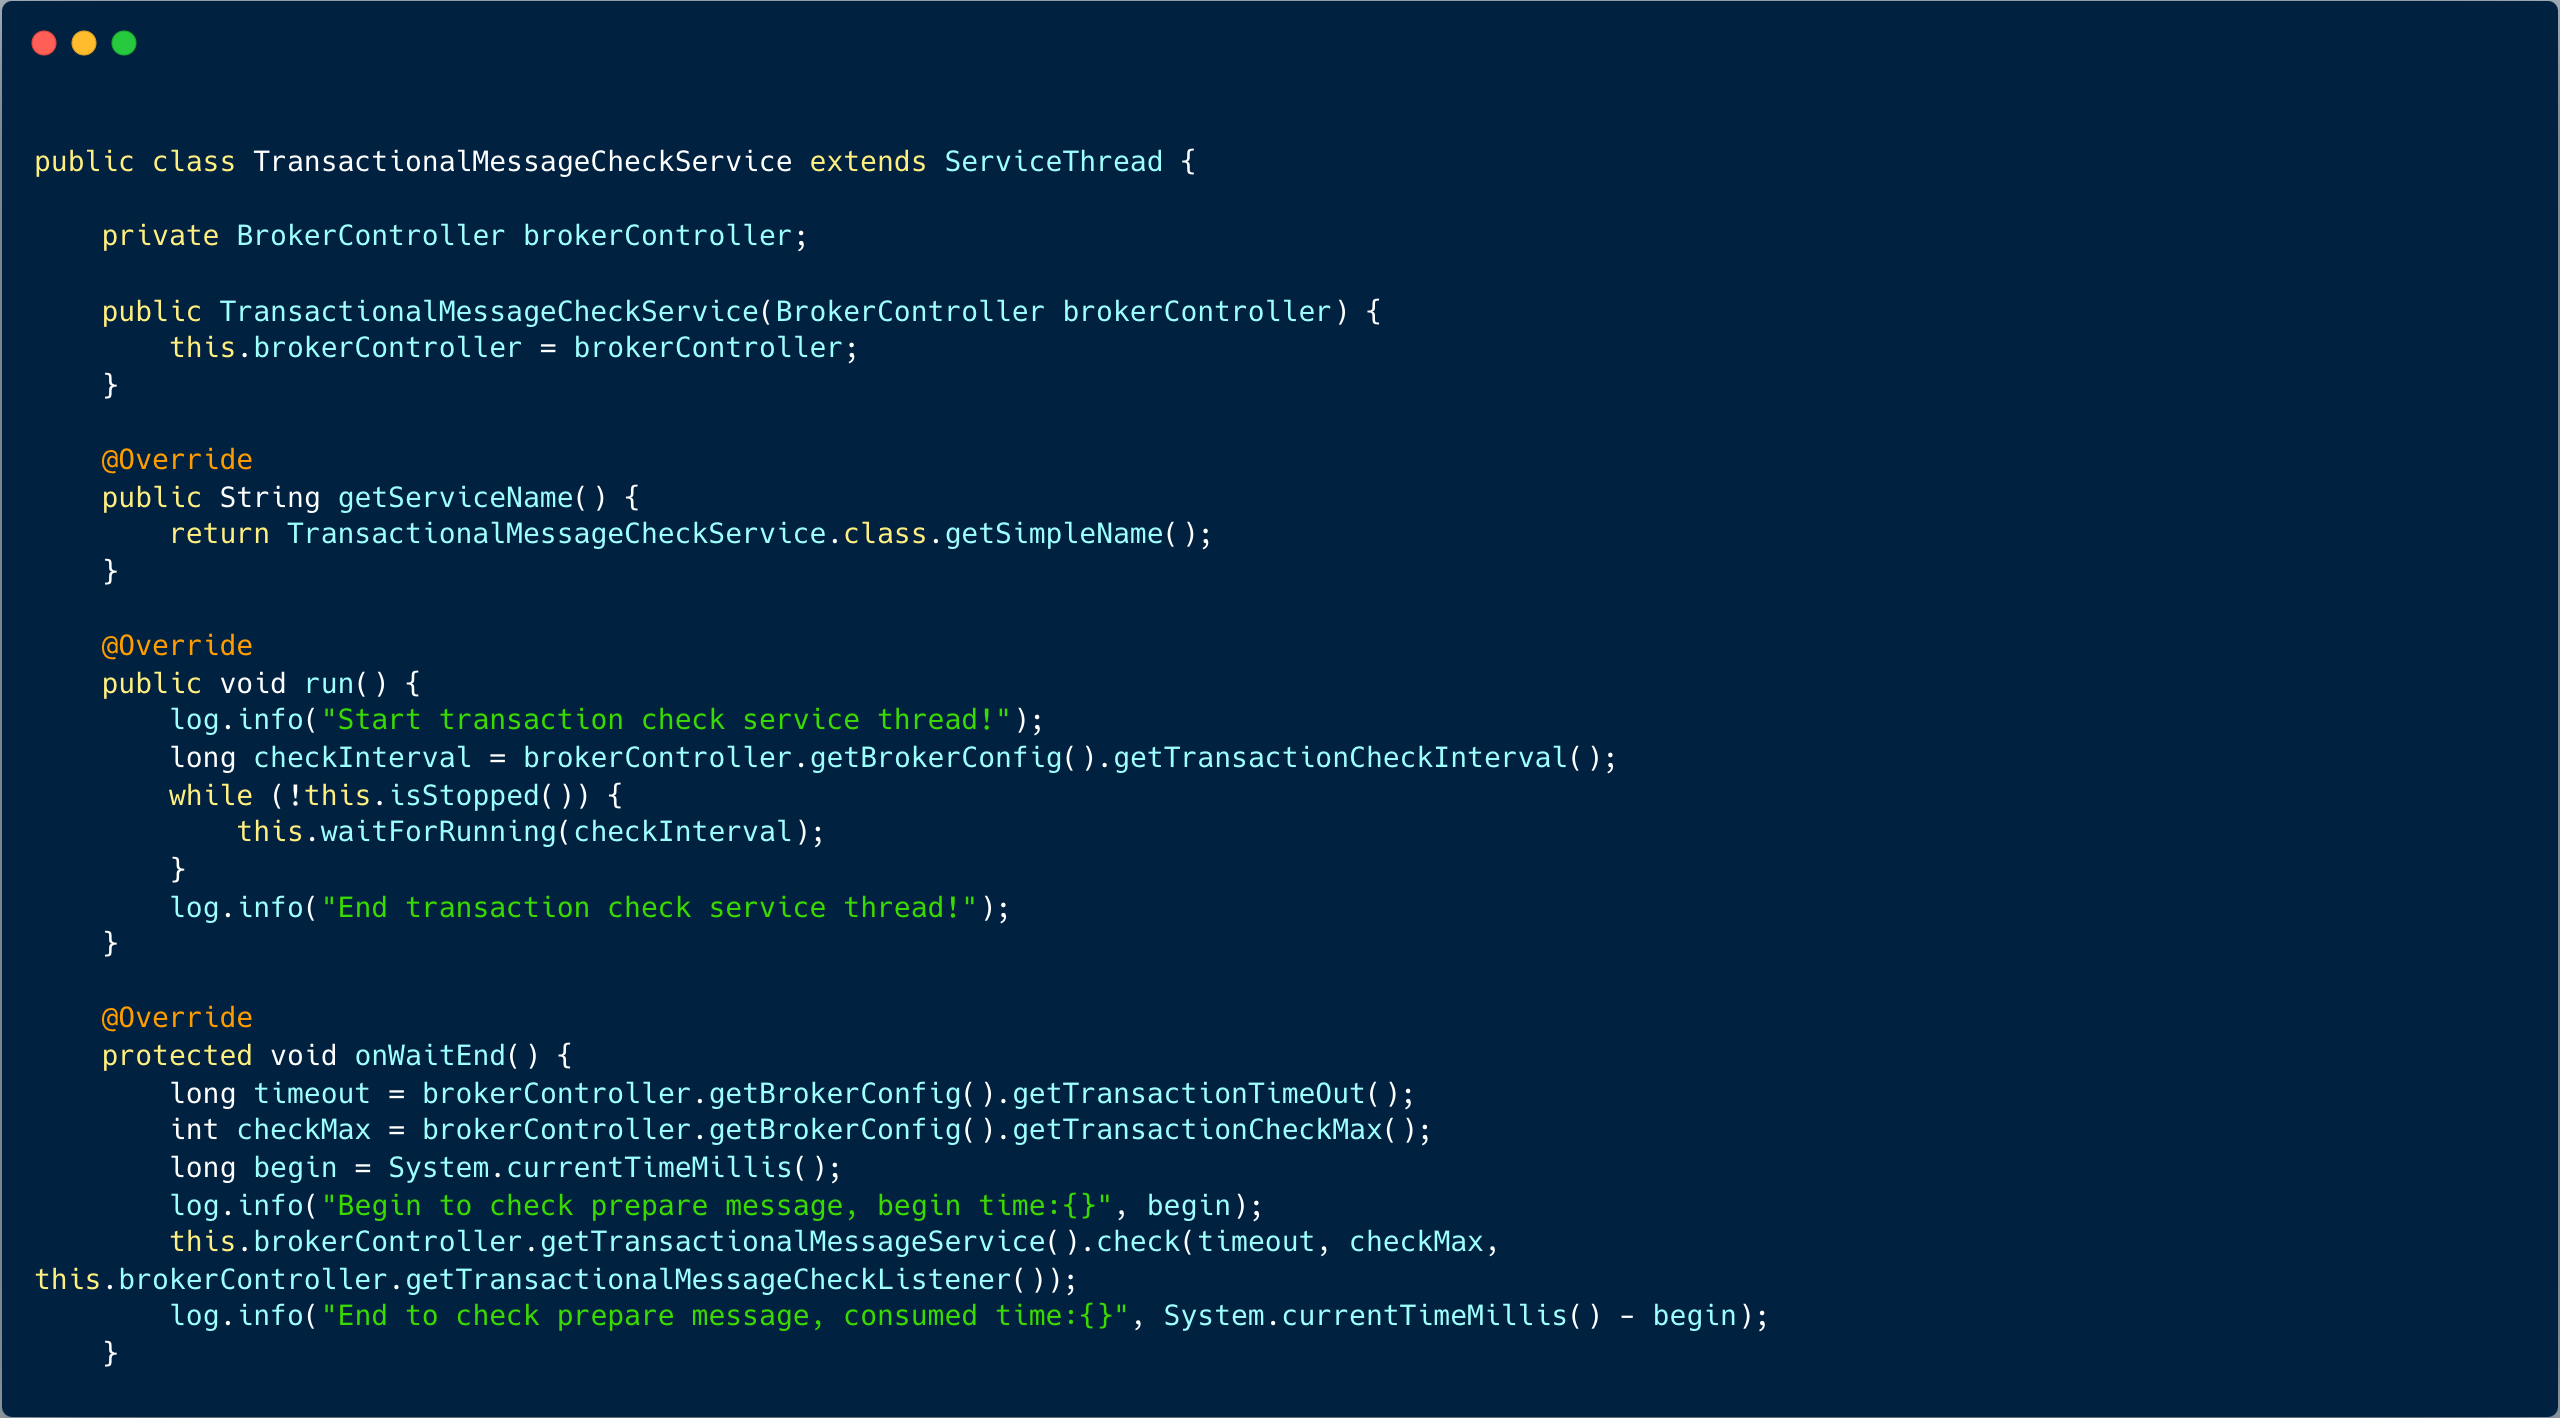 public class TransactionalMessageCheckService extends ServiceThread {
private BrokerController brokerController;
public TransactionalMessageCheckService(BrokerController brokerController) {
this.brokerController = brokerController;
}
@Override
public String getServiceName() {
return TransactionalMessageCheckService.class.getSimpleName();
}
@Override
public void run() {
log.info("Start transaction check service thread!");
long checkInterval = brokerController.getBrokerConfig().getTransactionCheckInterval();
while (!this.isStopped()) {
this.waitForRunning(checkInterval);
}
log.info("End transaction check service thread!");
}
@Override
protected void onWaitEnd() {
long timeout = brokerController.getBrokerConfig().getTransactionTimeOut();
int checkMax = brokerController.getBrokerConfig().getTransactionCheckMax();
long begin = System.currentTimeMillis();
log.info("Begin to check prepare message, begin time:{}", begin);
this.brokerController.getTransactionalMessageService().check(timeout, checkMax,
this.brokerController.getTransactionalMessageCheckListener());
log.info("End to check prepare message, consumed time:{}", System.currentTimeMillis() - begin);
}